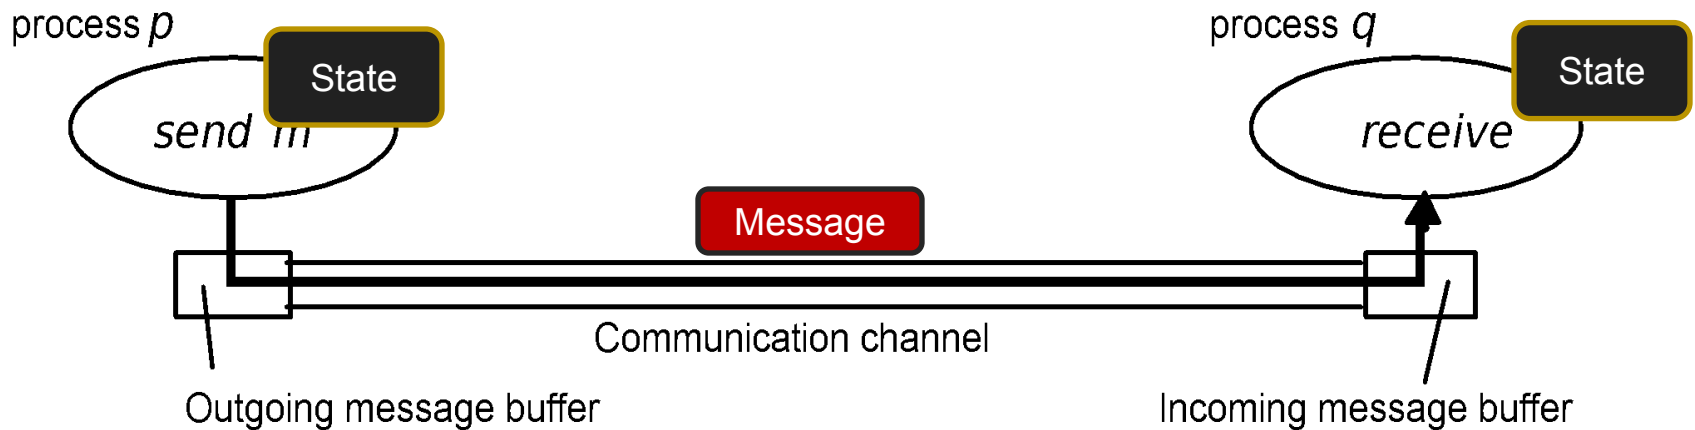 process p
State
send m
process q
State
receive
Message
Communication channel
Outgoing message buffer
Incoming message buffer